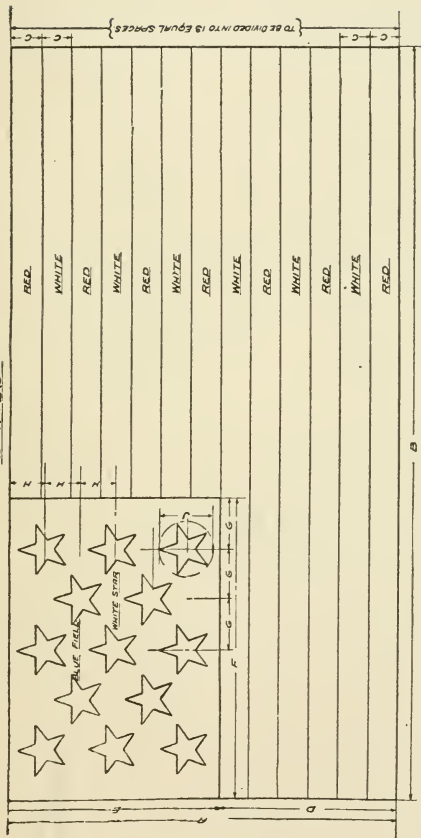 TO BE DIVIDED INTO 13 EQUAL SPACES
C
C
C
C
RED
WHITE
RED
WHITE
RED
WHITE
RED
WHITE
RED
WHITE
RED
WHITE
RED
H
H
H
J
G
G
G
BLUE FIELD
WHITE STAR
F
B
E
D
A